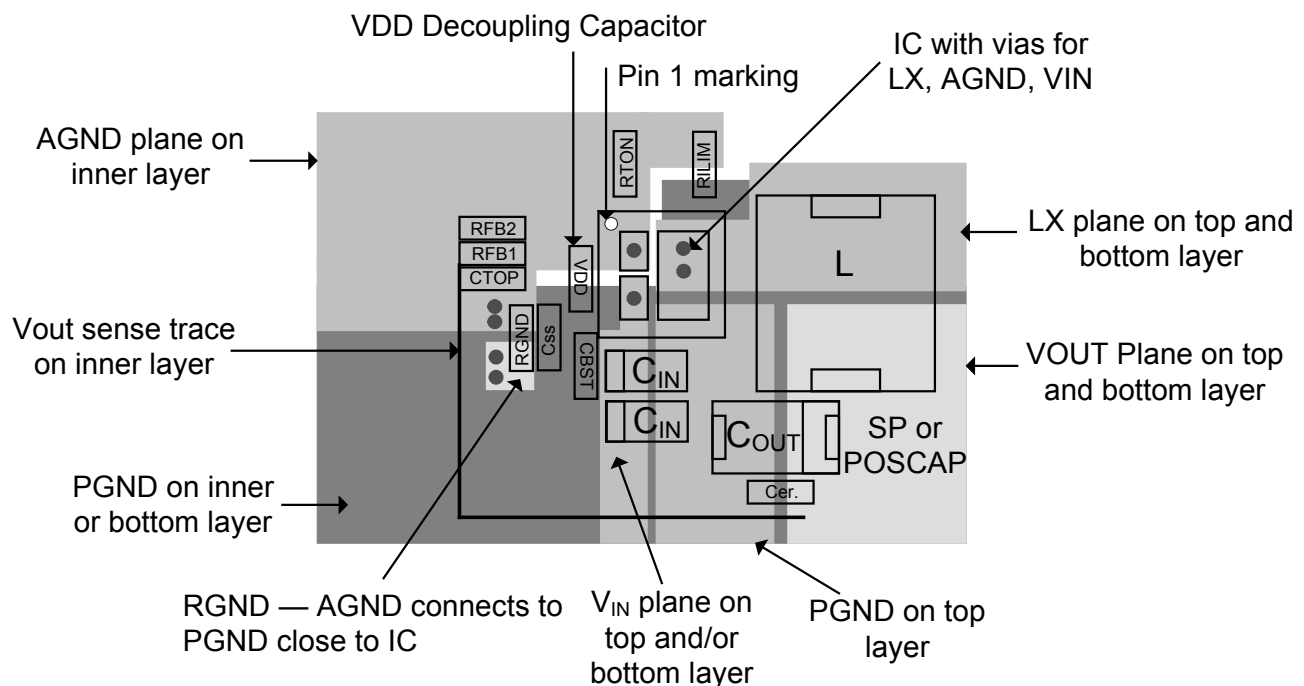 VDD Decoupling Capacitor
Pin 1 marking
IC with vias for
LX, AGND, VIN
AGND plane on
inner layer
RTON
RILIM
RFB2
RFB1
CTOP
VDD
L
LX plane on top and
bottom layer
Vout sense trace
on inner layer
RGND
Css
CBST
CIN
CIN
VOUT Plane on top
and bottom layer
COUT
SP or
POSCAP
Cer.
PGND on inner
or bottom layer
RGND — AGND connects to
PGND close to IC
VIN plane on
top and/or
bottom layer
PGND on top
layer